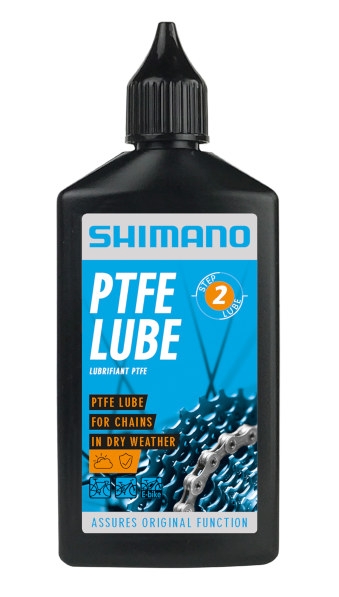 SHIMANO
PTFE
LUBE
LUBRIFIANT PTFE
STEP
2
LUBE
PTFE LUBE
FOR CHAINS
IN DRY WEATHER
E-bike
ASSURES ORIGINAL FUNCTION